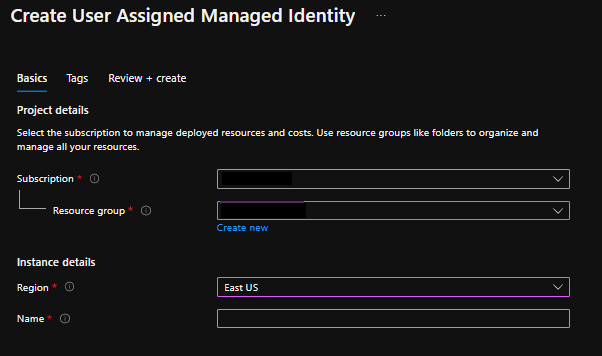 Create User Assigned Managed Identity ...
Basics Tags Review + create
Project details
Select the subscription to manage deployed resources and costs. Use resource groups like folders to organize and
manage all your resources.
Subscription *
Resource group *
Create new
Instance details
Region * East US
Name *